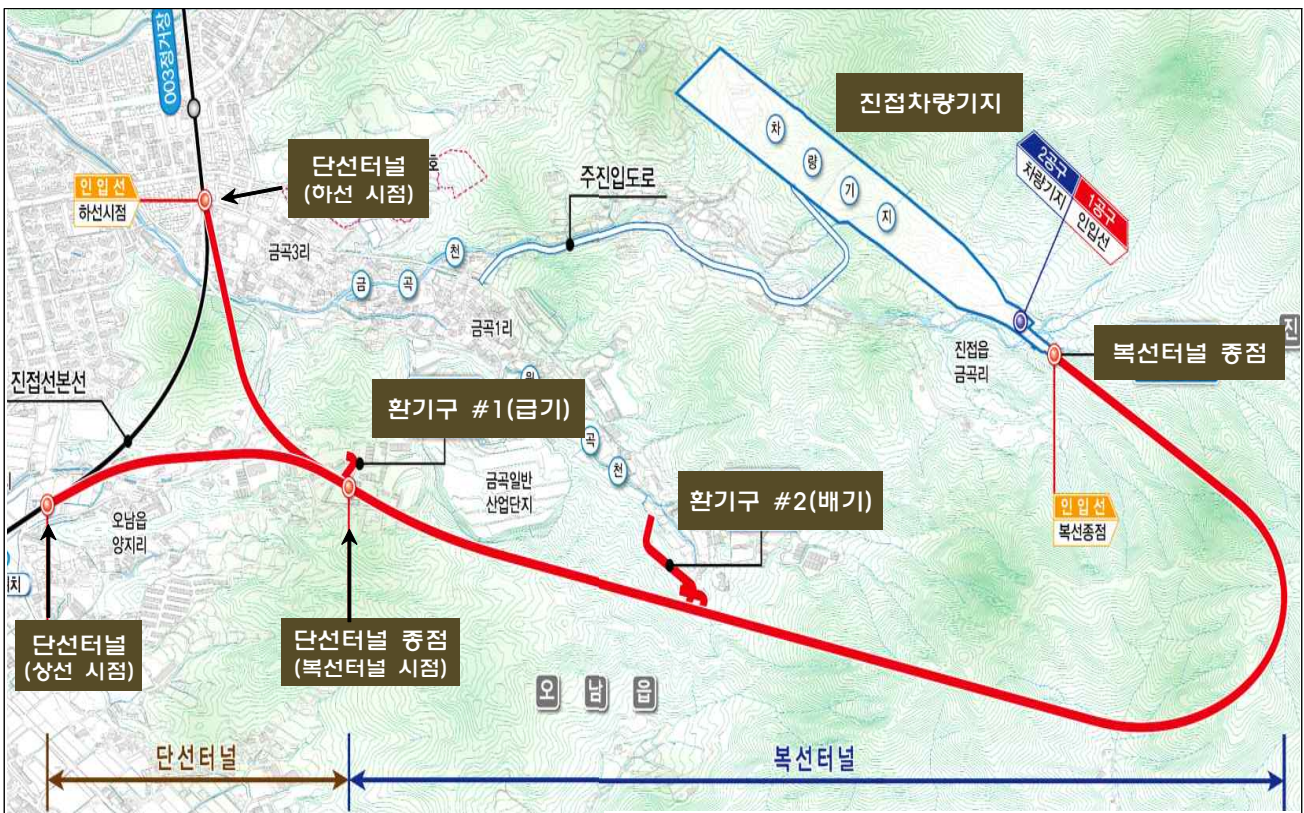 003정거장
진접차량기지
단선터널
(하선 시점)
호
주진입도로
차
량
기
지
2공구
차량기지
1공구
인입선
인입선
하선시점
금곡3리
천
금
곡
금곡1리
진
진접읍
금곡리
복선터널 종점
진접선본선
환기구 #1(급기)
곡
천
금곡일반
산업단지
환기구 #2(배기)
인입선
복선종점
오남읍
양지리
단선터널
(상선 시점)
단선터널 종점
(복선터널 시점)
오
남
읍
단선터널
복선터널